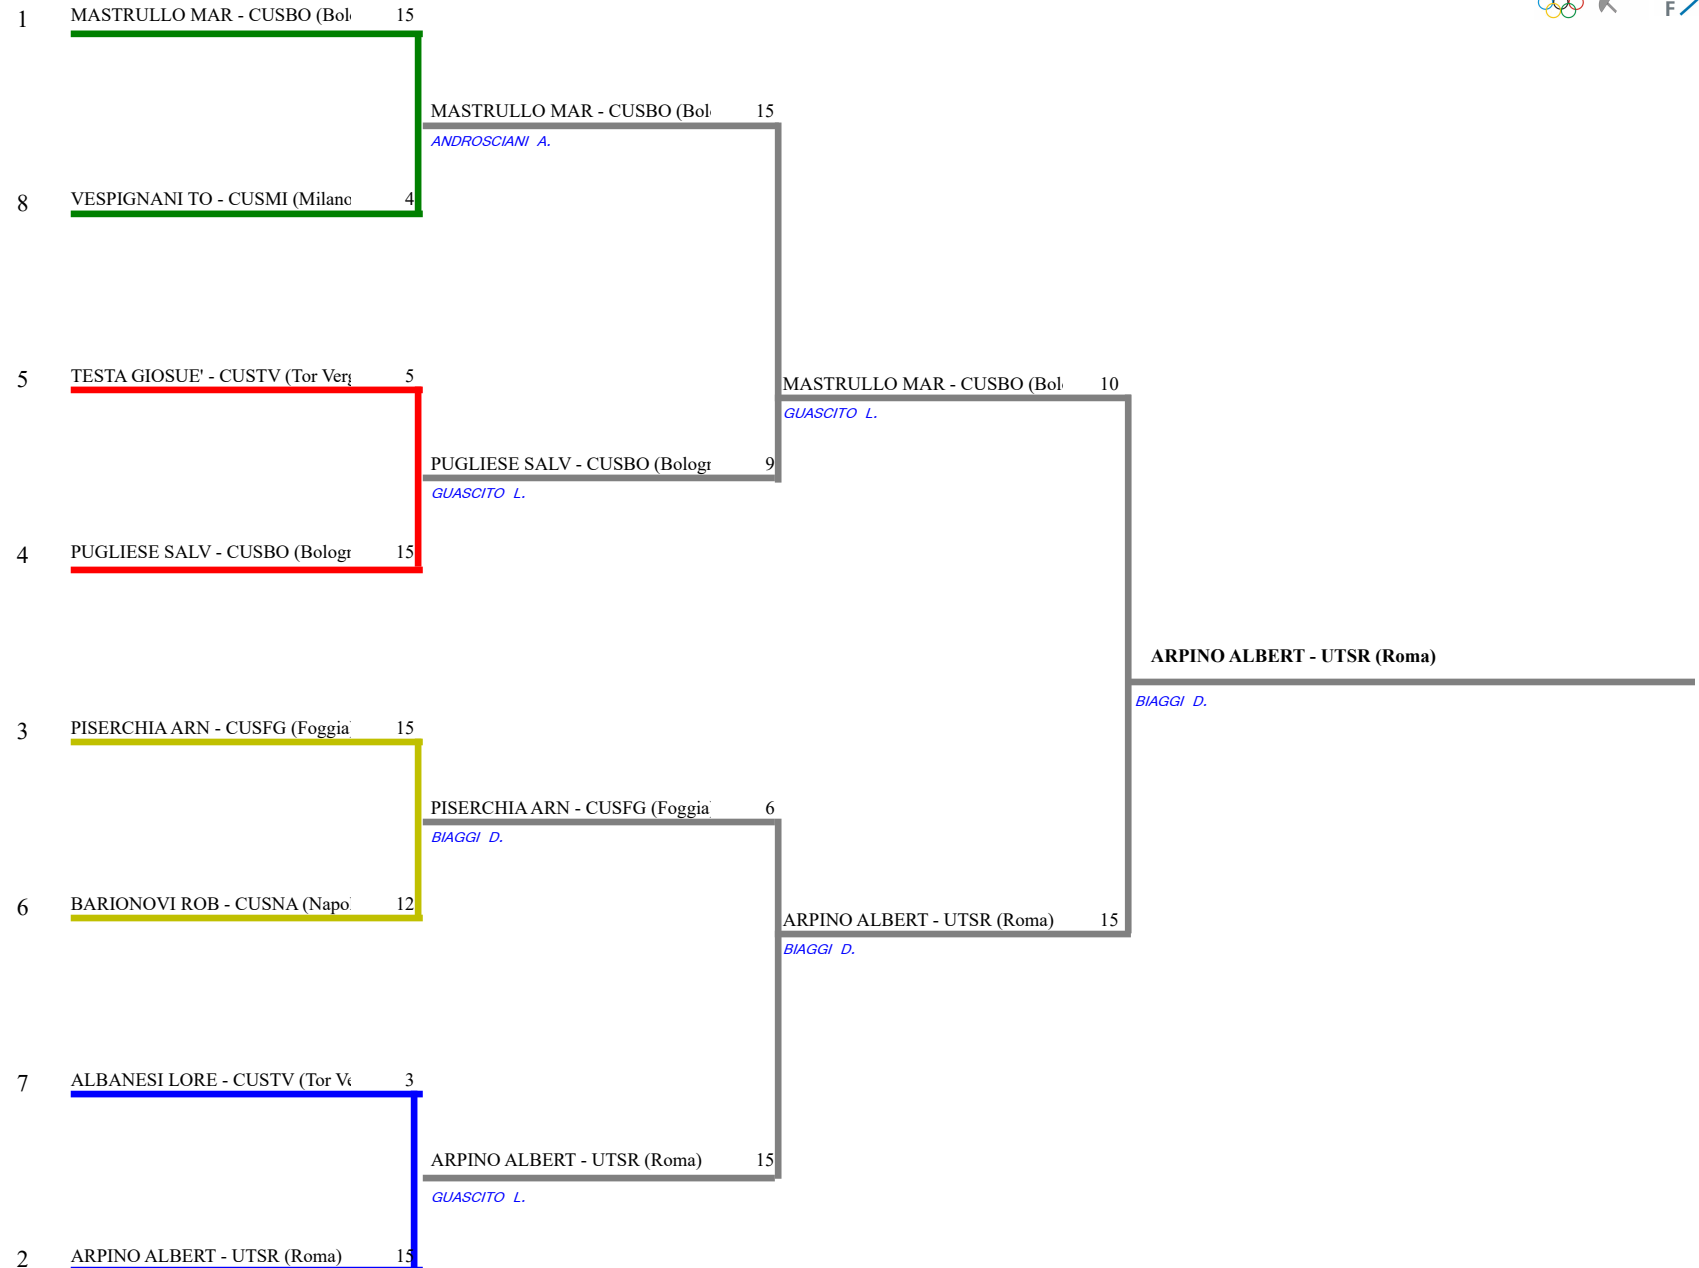 F
1 MASTRULLO MAR - CUSBO (Bol 15
MASTRULLO MAR - CUSBO (Bol 15
ANDROSCIANI A.
8 VESPIGNANI TO - CUSMI (Milano 4
5 TESTA GIOSUE' - CUSTV (Tor Verg 5
MASTRULLO MAR - CUSBO (Bol 10
GUASCITO L.
PUGLIESE SALV - CUSBO (Bologn 9
GUASCITO L.
4 PUGLIESE SALV - CUSBO (Bologn 15
ARPINO ALBERT - UTSR (Roma)
BIAGGI D.
3 PISERCHIA ARN - CUSFG (Foggia 15
PISERCHIA ARN - CUSFG (Foggia 6
BIAGGI D.
6 BARIONOVI ROB - CUSNA (Napo 12
ARPINO ALBERT - UTSR (Roma) 15
BIAGGI D.
7 ALBANESI LORE - CUSTV (Tor Ve 3
ARPINO ALBERT - UTSR (Roma) 15
GUASCITO L.
2 ARPINO ALBERT - UTSR (Roma) 15